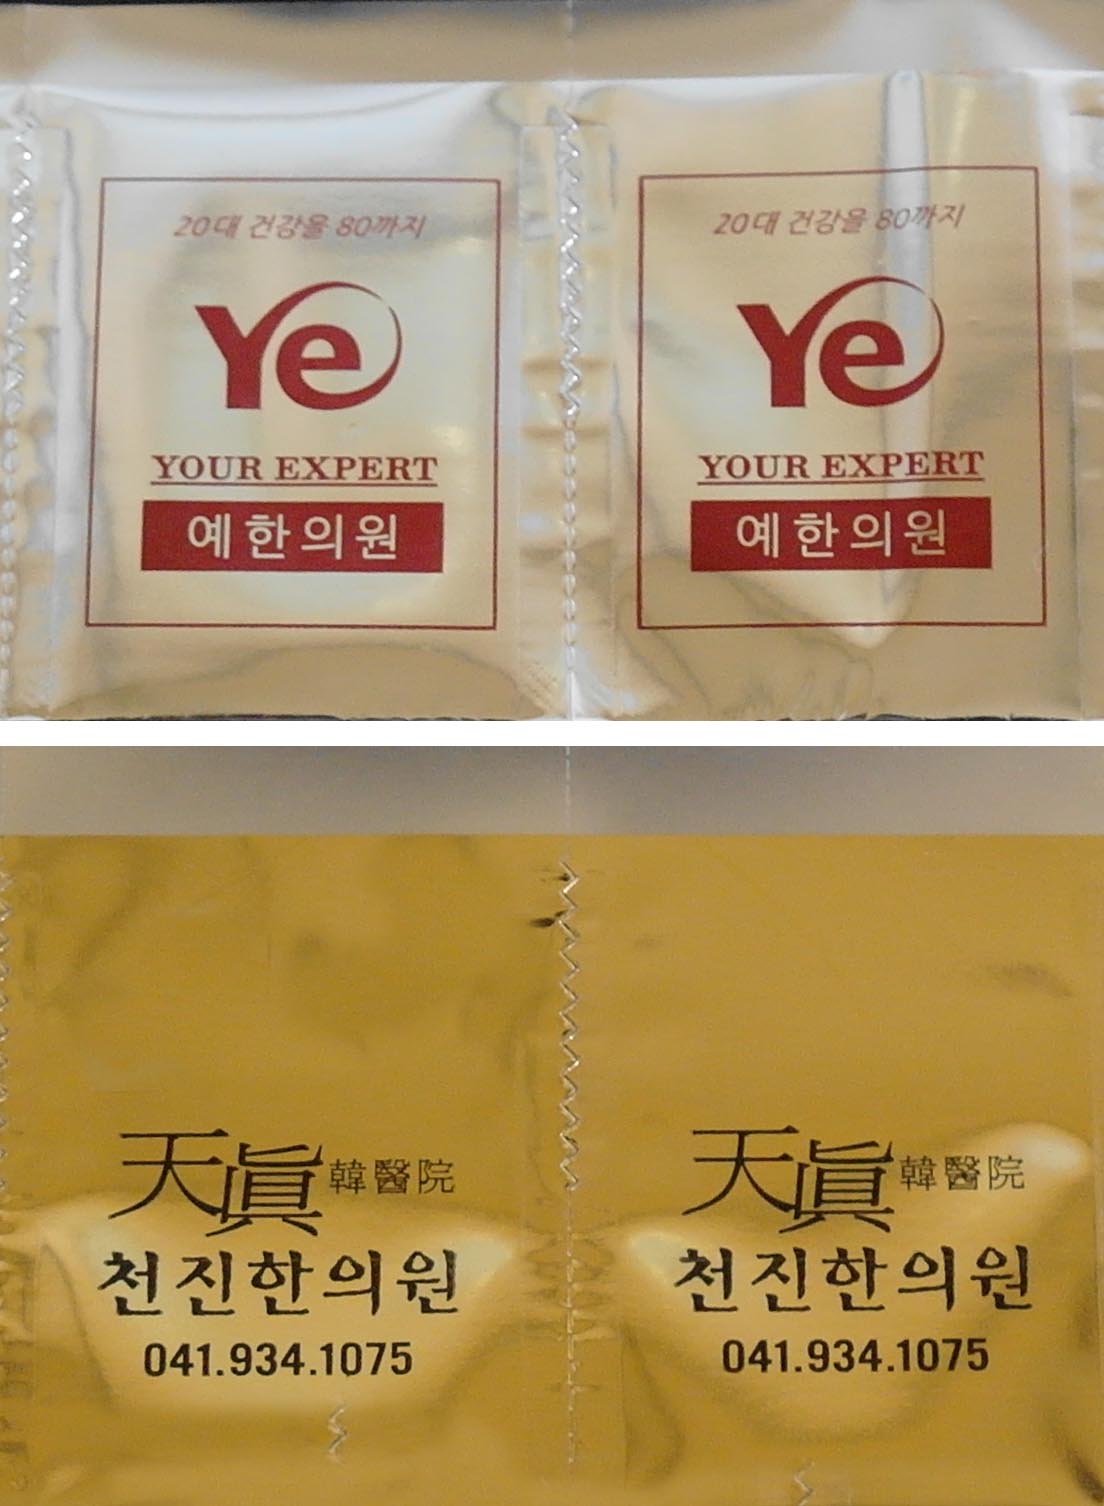 20대 건강을 80까지
Ye
YOUR EXPERT
예한의원
20대 건강을 80까지
Ye
YOUR EXPERT
예한의원
天眞韓醫院
천진한의원
041.934.1075
天眞韓醫院
천진한의원
041.934.1075